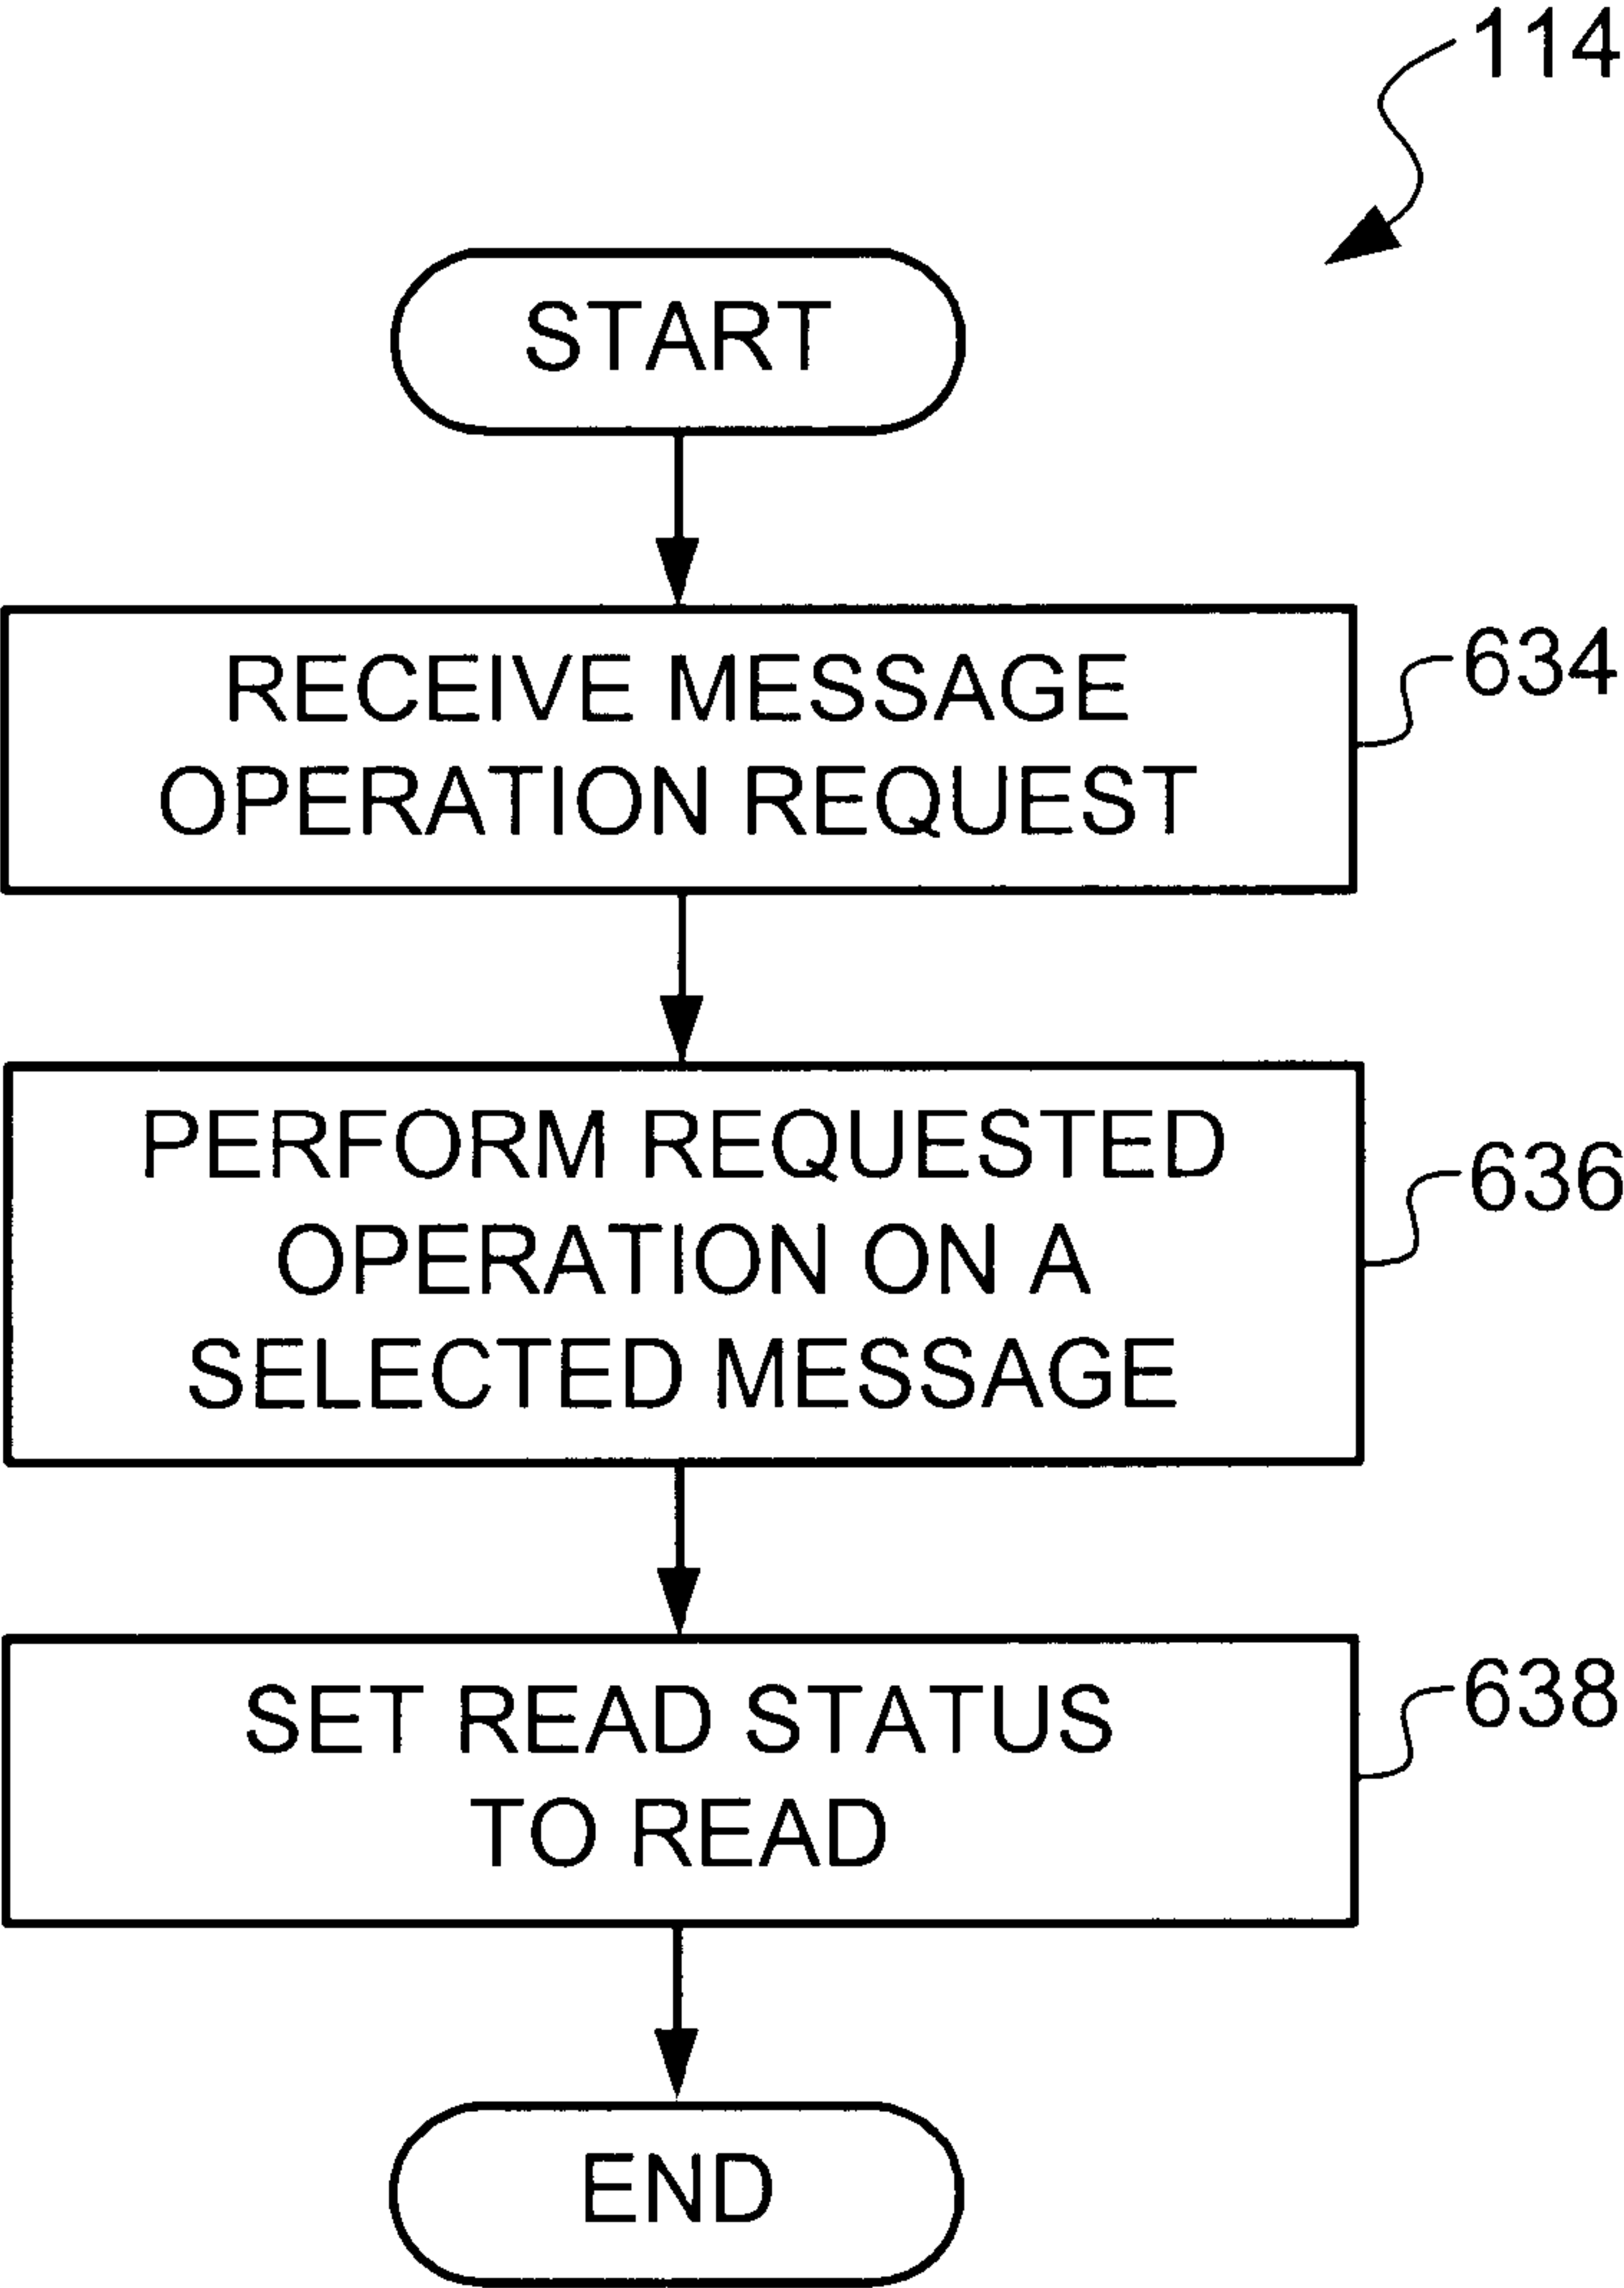 114
START
RECEIVE MESSAGE
OPERATION REQUEST
634
PERFORM REQUESTED
OPERATION ON A
SELECTED MESSAGE
636
SET READ STATUS
TO READ
638
END